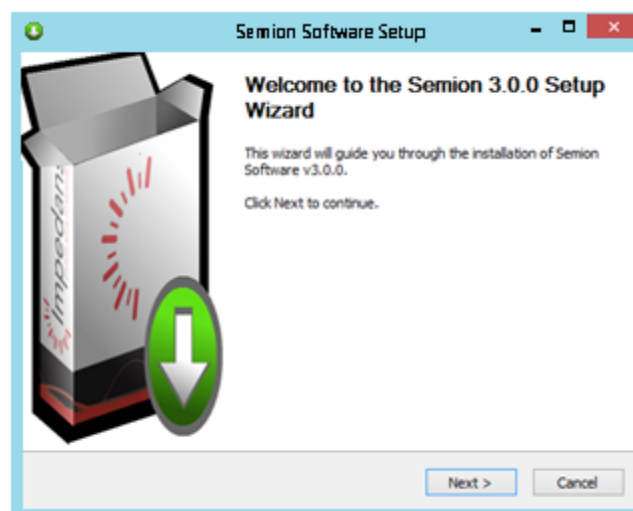 Semion Software Setup
Welcome to the Semion 3.0.0 Setup
Wizard
This wizard will guide you through the installation of Semion
Software v3.0.0.
Click Next to continue.
Impedans
Next >
Cancel